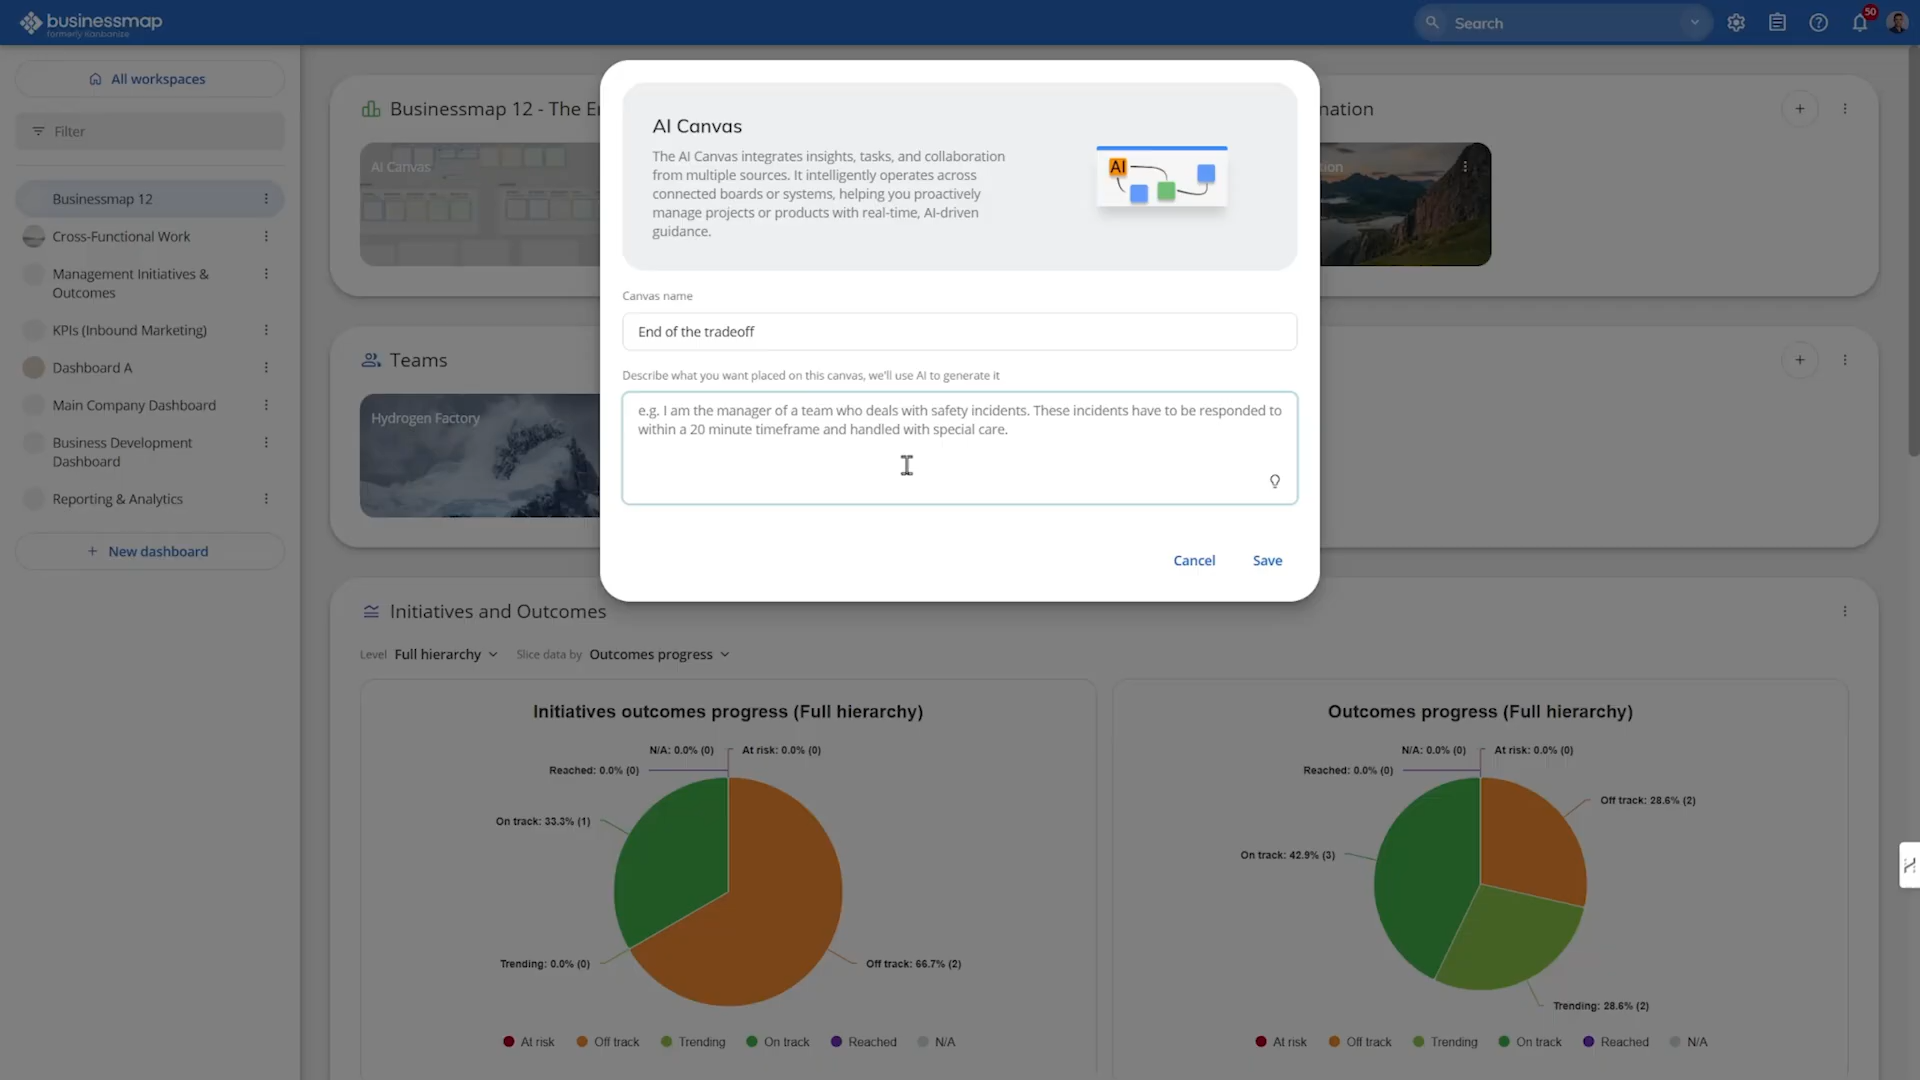 businessmap
formerly Kanbanize
Search
50
All workspaces
Filter
Businessmap 12
Cross-Functional Work
Management Initiatives &
Outcomes
KPIs (Inbound Marketing)
Dashboard A
Main Company Dashboard
Business Development
Dashboard
Reporting & Analytics
+ New dashboard
Businessmap 12 - The E
nation
AI Canvas
ion
Teams
Hydrogen Factory
AI Canvas
The AI Canvas integrates insights, tasks, and collaboration
from multiple sources. It intelligently operates across
connected boards or systems, helping you proactively
manage projects or products with real-time, AI-driven
guidance.
AI
Canvas name
End of the tradeoff
Describe what you want placed on this canvas, we'll use AI to generate it
e.g. I am the manager of a team who deals with safety incidents. These incidents have to be responded to
within a 20 minute timeframe and handled with special care.
Cancel
Save
Initiatives and Outcomes
Level Full hierarchy Slice data by Outcomes progress
Initiatives outcomes progress (Full hierarchy)
N/A: 0.0% (0)
At risk: 0.0% (0)
Reached: 0.0% (0)
On track: 33.3% (1)
Trending: 0.0% (0)
Off track: 66.7% (2)
At risk Off track Trending On track Reached N/A
Outcomes progress (Full hierarchy)
N/A: 0.0% (0)
At risk: 0.0% (0)
Reached: 0.0% (0)
Off track: 28.6% (2)
On track: 42.9% (3)
Trending: 28.6% (2)
At risk Off track Trending On track Reached N/A